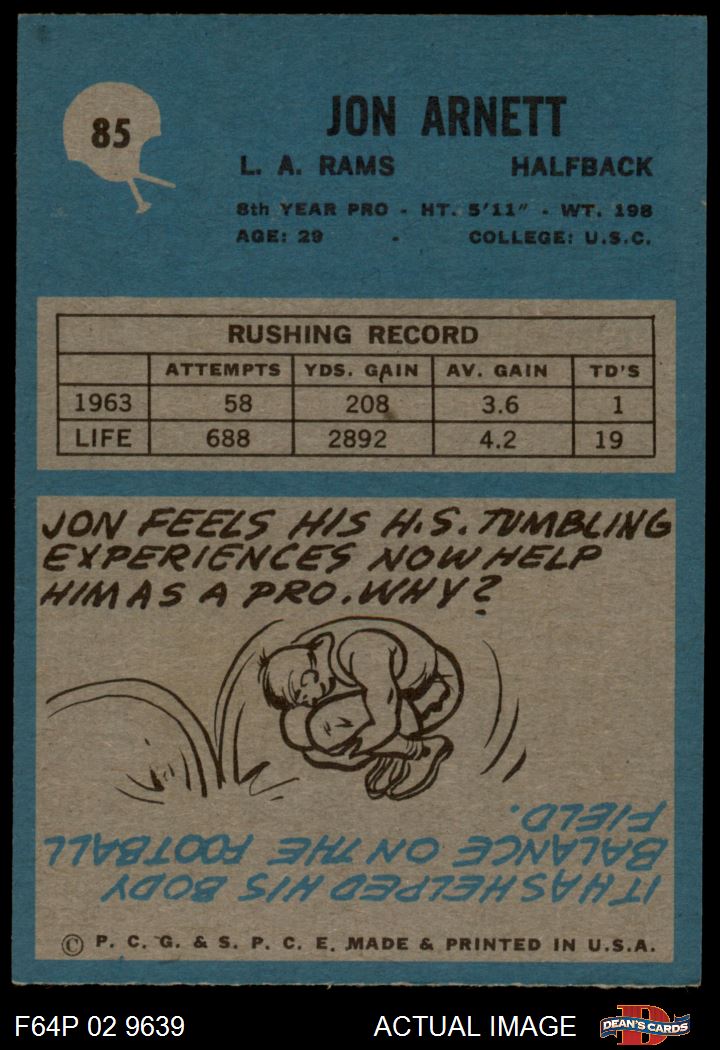 85
JON ARNETT
L. A. RAMS HALFBACK
8th YEAR PRO - HT. 5'11" - WT. 198
AGE: 29 - COLLEGE: U.S.C.
RUSHING RECORD
ATTEMPTS YDS. GAIN AV. GAIN TD'S
1963 58 208 3.6 1
LIFE 688 2892 4.2 19
JON FEELS HIS H.S. TUMBLING
EXPERIENCES NOW HELP
HIM AS A PRO. WHY?
IT HAS HELPED HIS BODY
BALANCE ON THE FOOTBALL
FIELD.
© P. C. G. & S. P. C. E. MADE & PRINTED IN U.S.A.
F64P 02 9639 ACTUAL IMAGE
D
DEAN'S CARDS